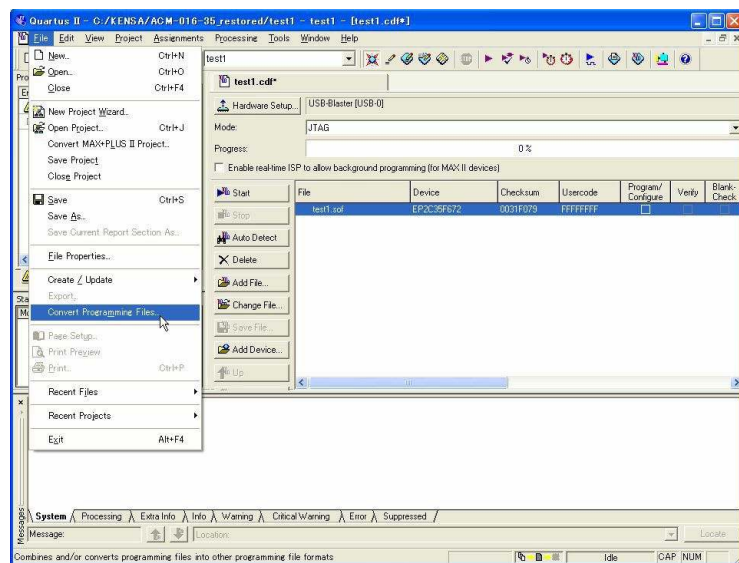 Quartus II - C:/KENSA/ACM-016-35_restored/test1 - test1 - [test1.cdf*]
File Edit View Project Assignments Processing Tools Window Help
New... Ctrl+N
Open... Ctrl+O
Close Ctrl+F4
New Project Wizard...
Open Project... Ctrl+J
Convert MAX+PLUS II Project...
Save Project
Close Project
Save Ctrl+S
Save As...
Save Current Report Section As...
File Properties...
Create / Update
Export...
Convert Programming Files...
Page Setup...
Print Preview
Print... Ctrl+P
Recent Files
Recent Projects
Exit Alt+F4
test1
test1.cdf*
Hardware Setup... USB-Blaster [USB-0]
Mode: JTAG
Progress: 0 %
Enable real-time ISP to allow background programming (for MAX II devices)
Start
Stop
Auto Detect
Delete
Add File...
Change File...
Save File...
Add Device...
Up
File Device Checksum Usercode Program/Configure Verify Blank-Check
test1.sof EP2C35F672 0031F079 FFFFFFFF
System Processing Extra Info Info Warning Critical Warning Error Suppressed
Messages
Message: Location: Locate
Combines and/or converts programming files into other programming file formats Idle CAP NUM